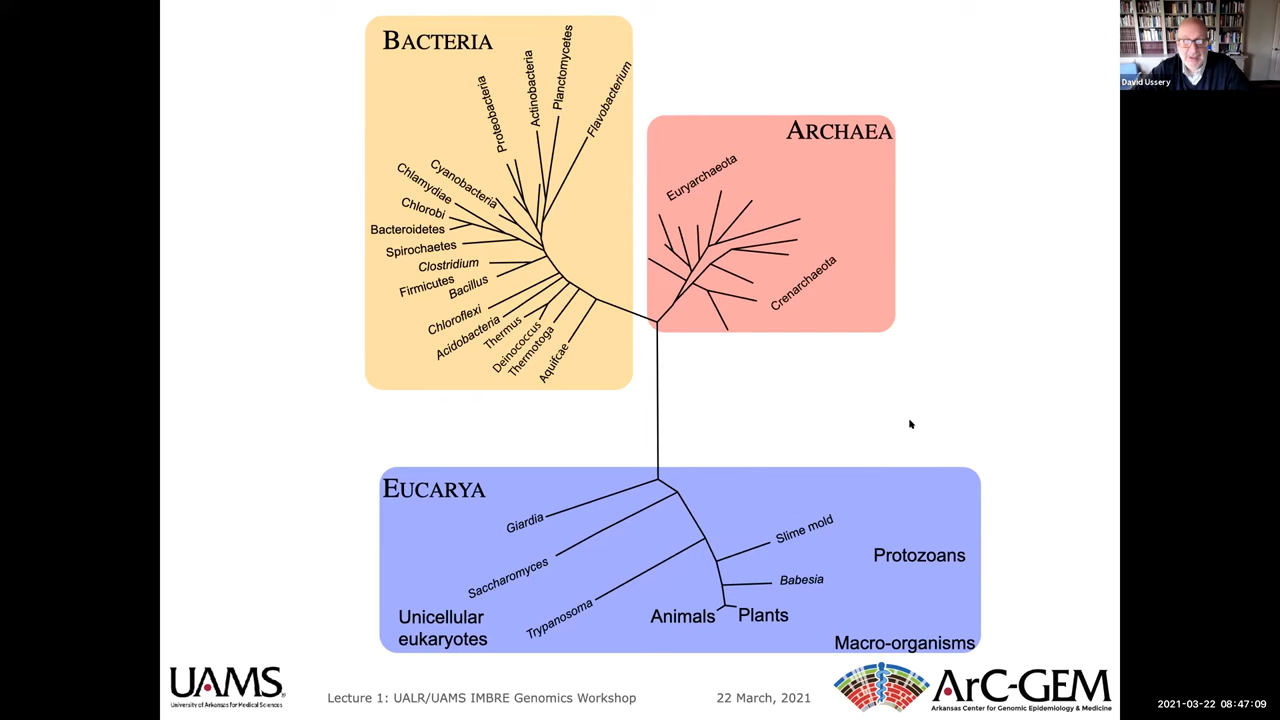 BACTERIA
Proteobacteria
Actinobacteria
Planctomycetes
Flavobacterium
Cyanobacteria
Chlamydiae
Chlorobi
Bacteroidetes
Spirochaetes
Clostridium
Firmicutes
Bacillus
Chloroflexi
Acidobacteria
Thermus
Deinococcus
Thermotoga
Aquifcae
ARCHAEA
Euryarchaeota
Crenarchaeota
David Ussery
EUCARYA
Giardia
Saccharomyces
Trypanosoma
Slime mold
Babesia
Animals
Plants
Protozoans
Unicellular
eukaryotes
Macro-organisms
UAMS
University of Arkansas for Medical Sciences
Lecture 1: UALR/UAMS IMBRE Genomics Workshop
22 March, 2021
ArC-GEM
Arkansas Center for Genomic Epidemiology & Medicine
2021-03-22 08:47:09